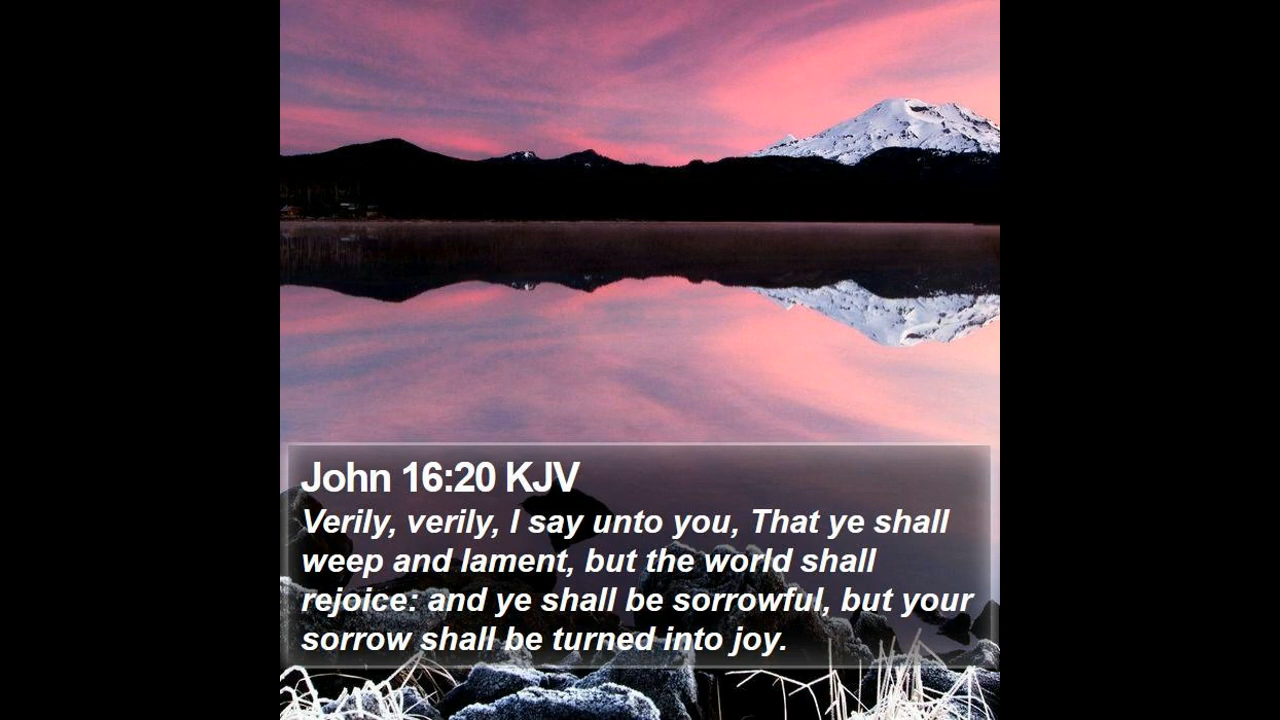 John 16:20 KJV
Verily, verily, I say unto you, That ye shall
weep and lament, but the world shall
rejoice: and ye shall be sorrowful, but your
sorrow shall be turned into joy.